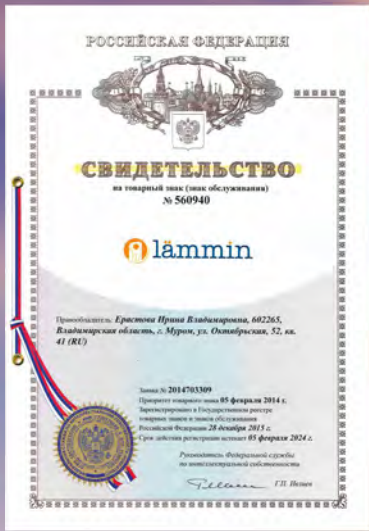 РОССИЙСКАЯ ФЕДЕРАЦИЯ
СВИДЕТЕЛЬСТВО
на товарный знак (знак обслуживания)
№ 560940
lämmin
Правообладатель: Ерастова Ирина Владимировна, 602265,
Владимирская область, г. Муром, ул. Октябрьская, 52, кв.
41 (RU)
Заявка № 2014703309
Приоритет товарного знака 05 февраля 2014 г.
Зарегистрировано в Государственном реестре
товарных знаков и знаков обслуживания
Российской Федерации 28 декабря 2015 г.
Срок действия регистрации истекает 05 февраля 2024 г.
Руководитель Федеральной службы
по интеллектуальной собственности
Г.П. Ивлиев